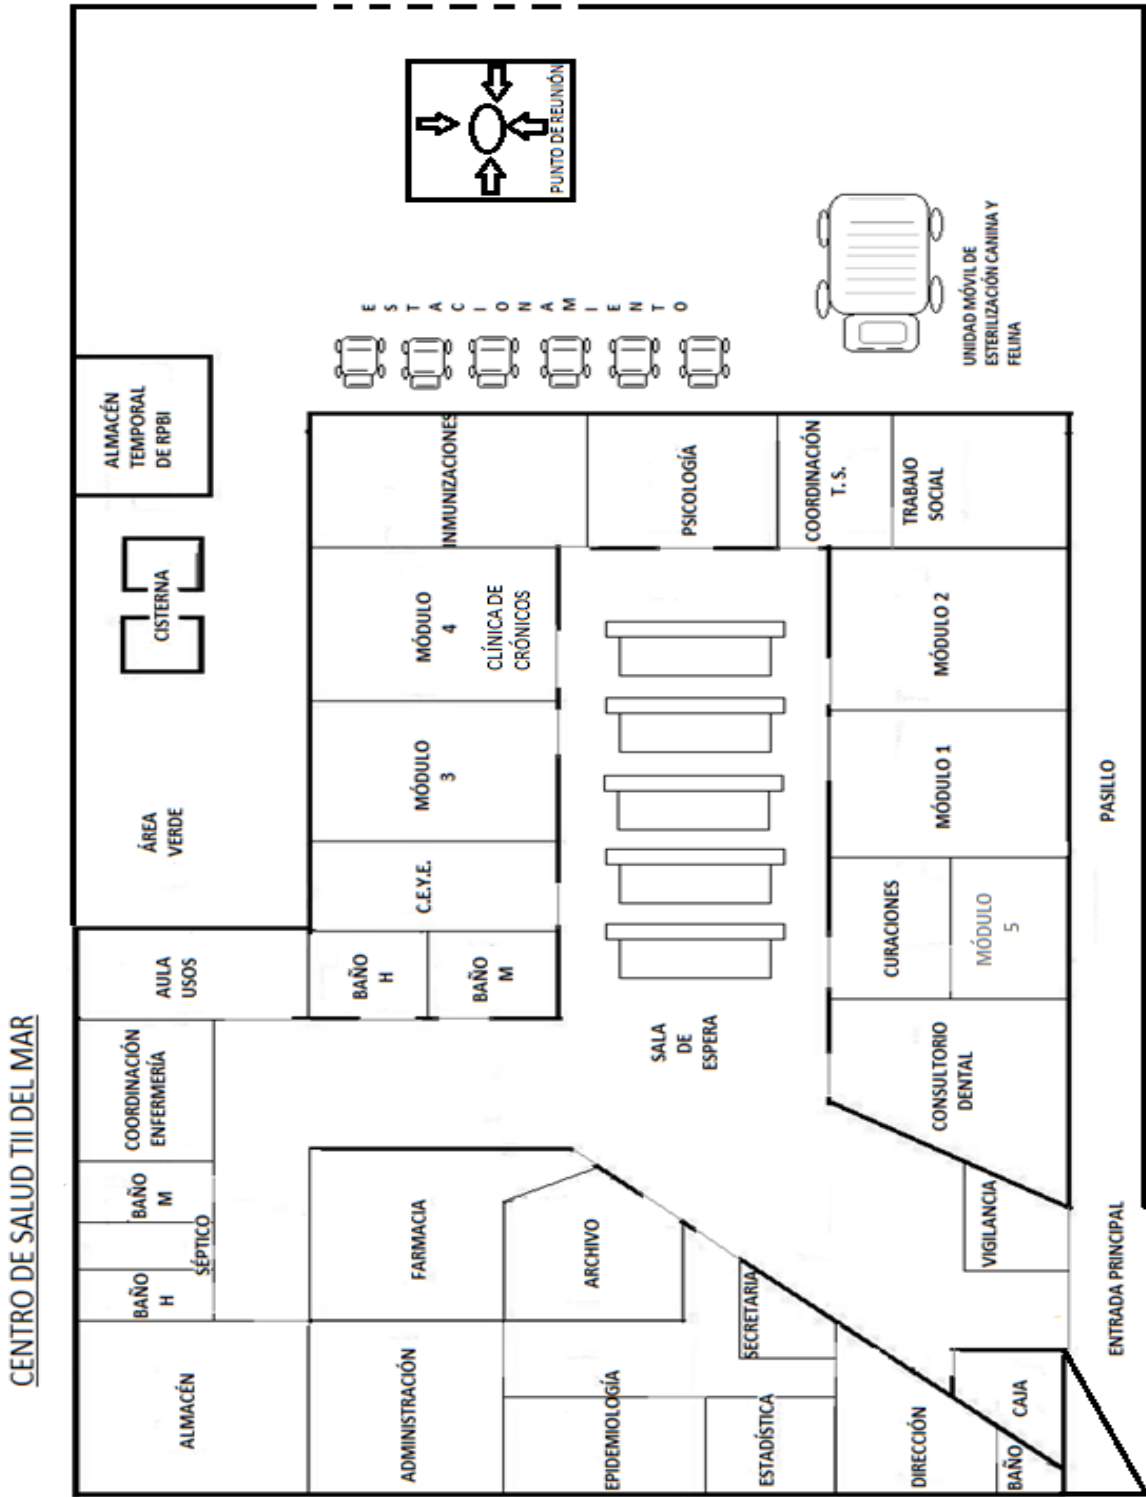 CENTRO DE SALUD TII DEL MAR
ALMACÉN
BAÑO
H
SÉPTICO
BAÑO
M
COORDINACIÓN
ENFERMERÍA
AULA
USOS
ÁREA
VERDE
CISTERNA
ALMACÉN
TEMPORAL
DE RPBI
ADMINISTRACIÓN
FARMACIA
BAÑO
H
BAÑO
M
C.E.Y.E.
MÓDULO
3
MÓDULO
4
CLÍNICA DE
CRÓNICOS
INMUNIZACIONES
E
S
T
A
C
I
O
N
A
M
I
E
N
T
O
PUNTO DE REUNIÓN
EPIDEMIOLOGÍA
ARCHIVO
SALA
DE
ESPERA
PSICOLOGÍA
ESTADÍSTICA
SECRETARIA
COORDINACIÓN
T. S.
DIRECCIÓN
CONSULTORIO
DENTAL
CURACIONES
MÓDULO 1
MÓDULO 2
TRABAJO
SOCIAL
UNIDAD MÓVIL DE
ESTERILIZACIÓN CANINA Y
FELINA
BAÑO
CAJA
VIGILANCIA
MÓDULO
5
ENTRADA PRINCIPAL
PASILLO